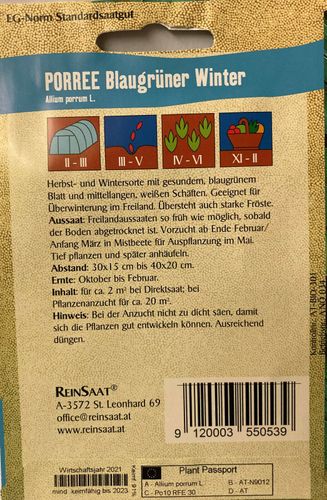 EG-Norm Standardsaatgut
PORREE Blaugrüner Winter
Allium porrum L.
II - III
III - V
IV - VI
XI - II
Herbst- und Wintersorte mit gesundem, blaugrünem
Blatt und mittellangen, weißen Schäften. Geeignet für
Überwinterung im Freiland. Übersteht auch starke Fröste.
Aussaat: Freilandaussaaten so früh wie möglich, sobald
der Boden abgetrocknet ist. Vorzucht ab Ende Februar/
Anfang März in Mistbeete für Auspflanzung im Mai.
Tief pflanzen und später anhäufeln.
Abstand: 30x15 cm bis 40x20 cm.
Ernte: Oktober bis Februar.
Inhalt: für ca. 2 m² bei Direktsaat; bei
Pflanzenanzucht für ca. 20 m².
Hinweis: Bei der Anzucht nicht zu dicht säen, damit
sich die Pflanzen gut entwickeln können. Ausreichend
düngen.
REINSAAT®
A-3572 St. Leonhard 69
office@reinsaat.at
www.reinsaat.at
9 120003 550539
Wirtschaftsjahr 2021
mind. keimfähig bis 2023
Plant Passport
A - Allium porrum L
B - AT-N9012
C - Po10 RFE 30
D - AT